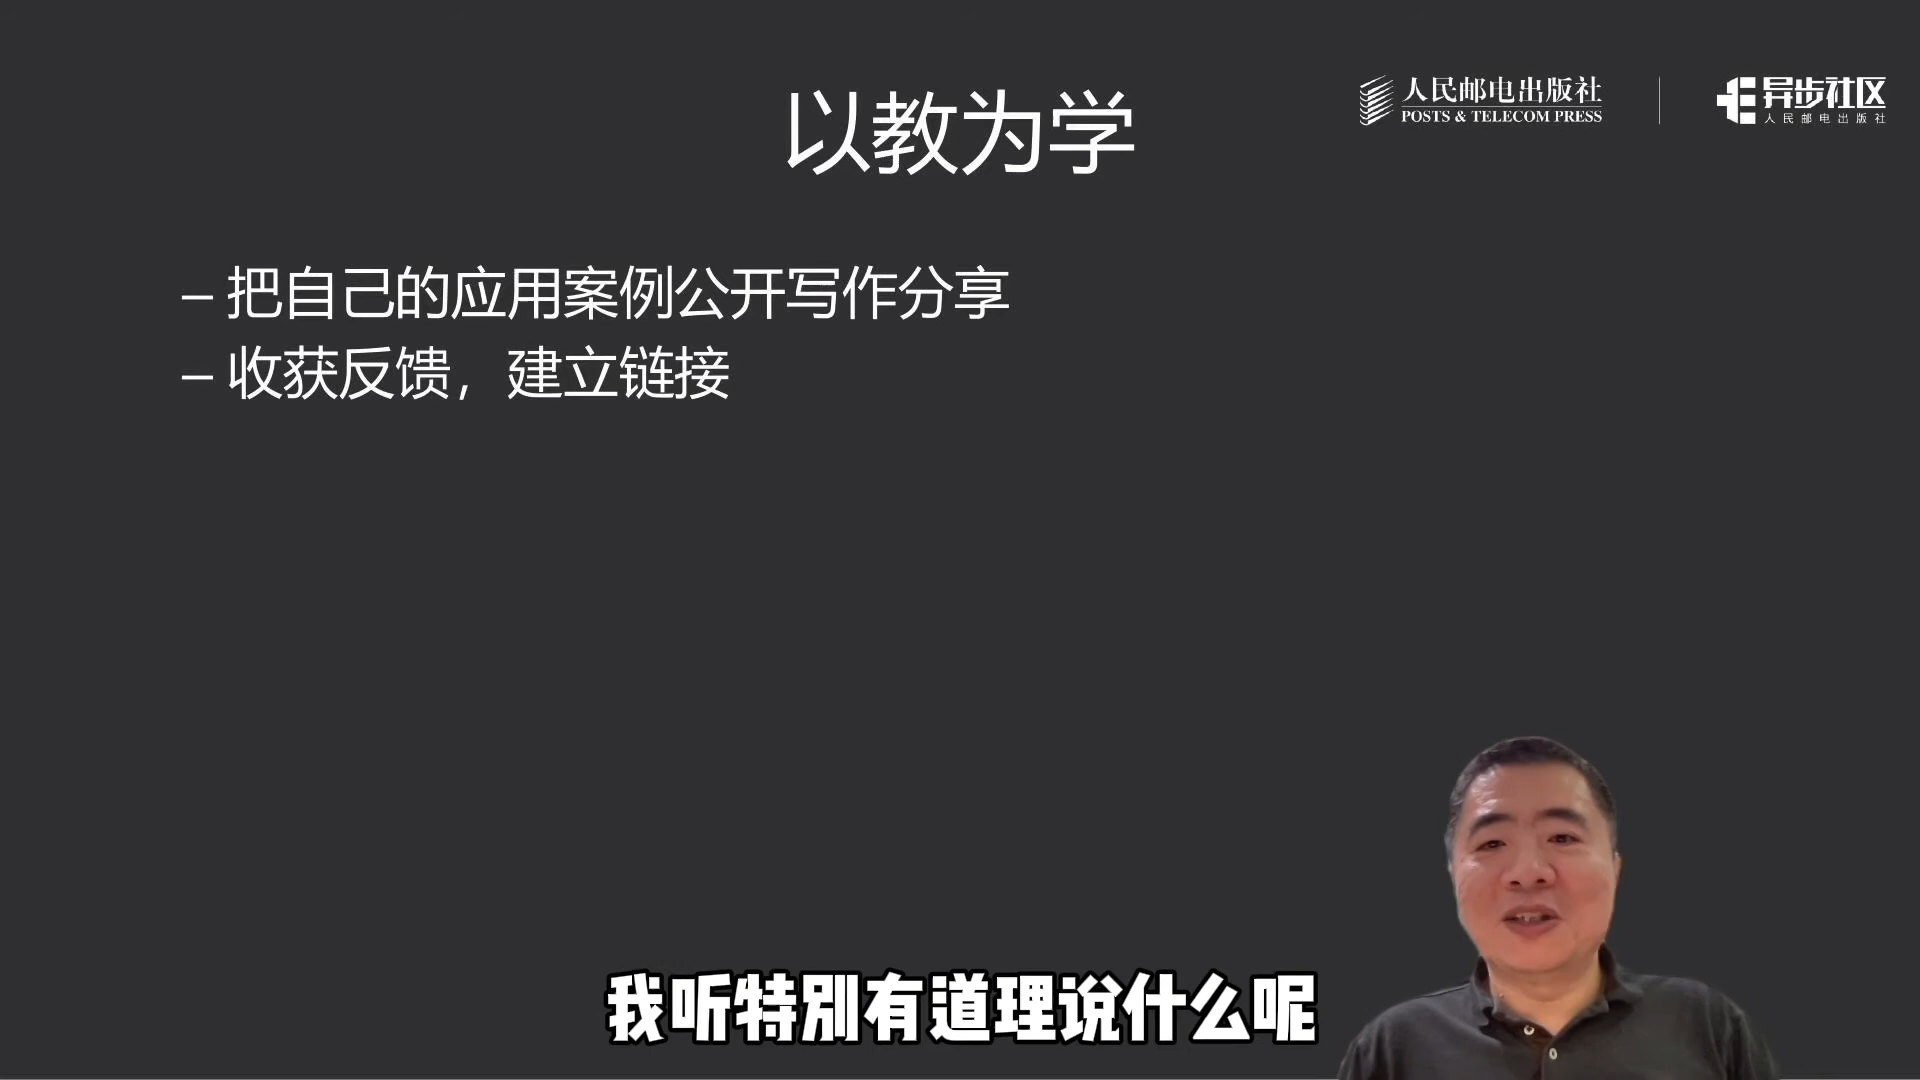 以教为学
人民邮电出版社
POSTS & TELECOM PRESS
异步社区
人民邮电出版社
– 把自己的应用案例公开写作分享
– 收获反馈，建立链接
我听特别有道理说什么呢